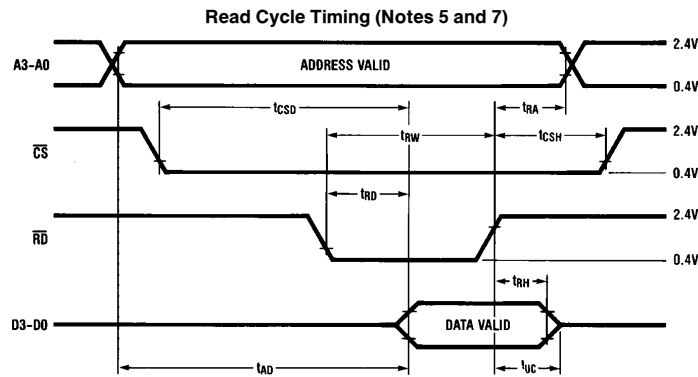 Read Cycle Timing (Notes 5 and 7)
A3-A0
ADDRESS VALID
2.4V
0.4V
tCSD
tRA
tRW
tCSH
CS
2.4V
0.4V
tRD
RD
2.4V
0.4V
tRH
D3-D0
DATA VALID
tAD
tUC